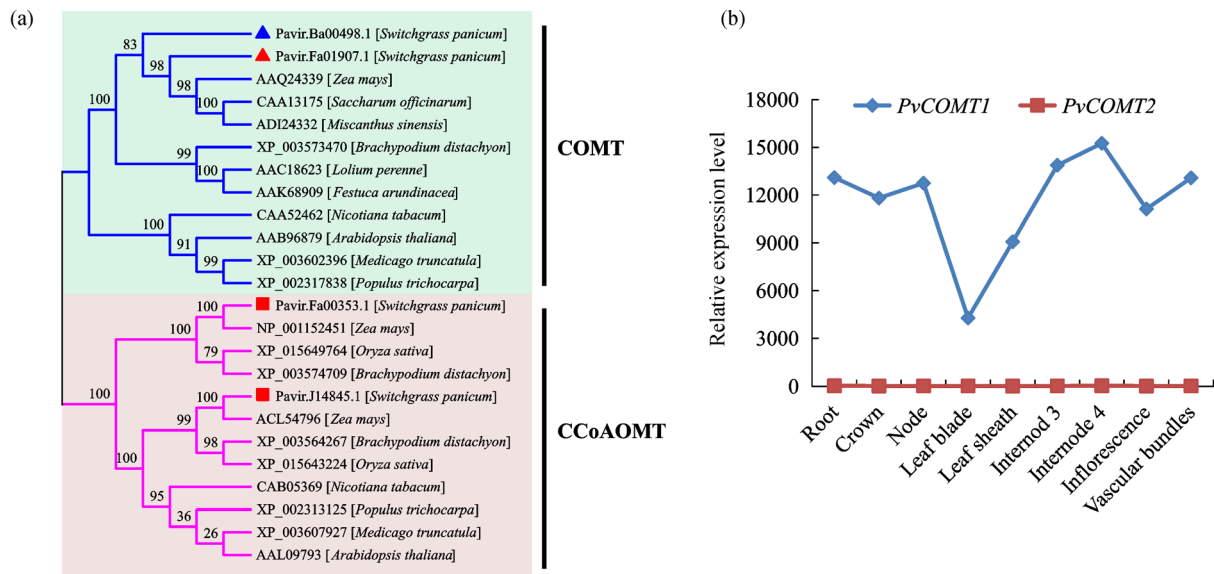 (a)
83
Pavir.Ba00498.1 [Switchgrass panicum]
98
Pavir.Fa01907.1 [Switchgrass panicum]
98
AAQ24339 [Zea mays]
100
100
CAA13175 [Saccharum officinarum]
ADI24332 [Miscanthus sinensis]
99
XP_003573470 [Brachypodium distachyon]
100
AAC18623 [Lolium perenne]
AAK68909 [Festuca arundinacea]
100
CAA52462 [Nicotiana tabacum]
91
AAB96879 [Arabidopsis thaliana]
99
XP_003602396 [Medicago truncatula]
XP_002317838 [Populus trichocarpa]
COMT
100
Pavir.Fa00353.1 [Switchgrass panicum]
100
NP_001152451 [Zea mays]
79
XP_015649764 [Oryza sativa]
XP_003574709 [Brachypodium distachyon]
100
100
Pavir.J14845.1 [Switchgrass panicum]
99
ACL54796 [Zea mays]
98
XP_003564267 [Brachypodium distachyon]
100
XP_015643224 [Oryza sativa]
95
CAB05369 [Nicotiana tabacum]
36
XP_002313125 [Populus trichocarpa]
26
XP_003607927 [Medicago truncatula]
AAL09793 [Arabidopsis thaliana]
CCoAOMT
(b)
PvCOMT1 PvCOMT2
Relative expression level
18000
15000
12000
9000
6000
3000
0
Root
Crown
Node
Leaf blade
Leaf sheath
Internod 3
Internode 4
Inflorescence
Vascular bundles